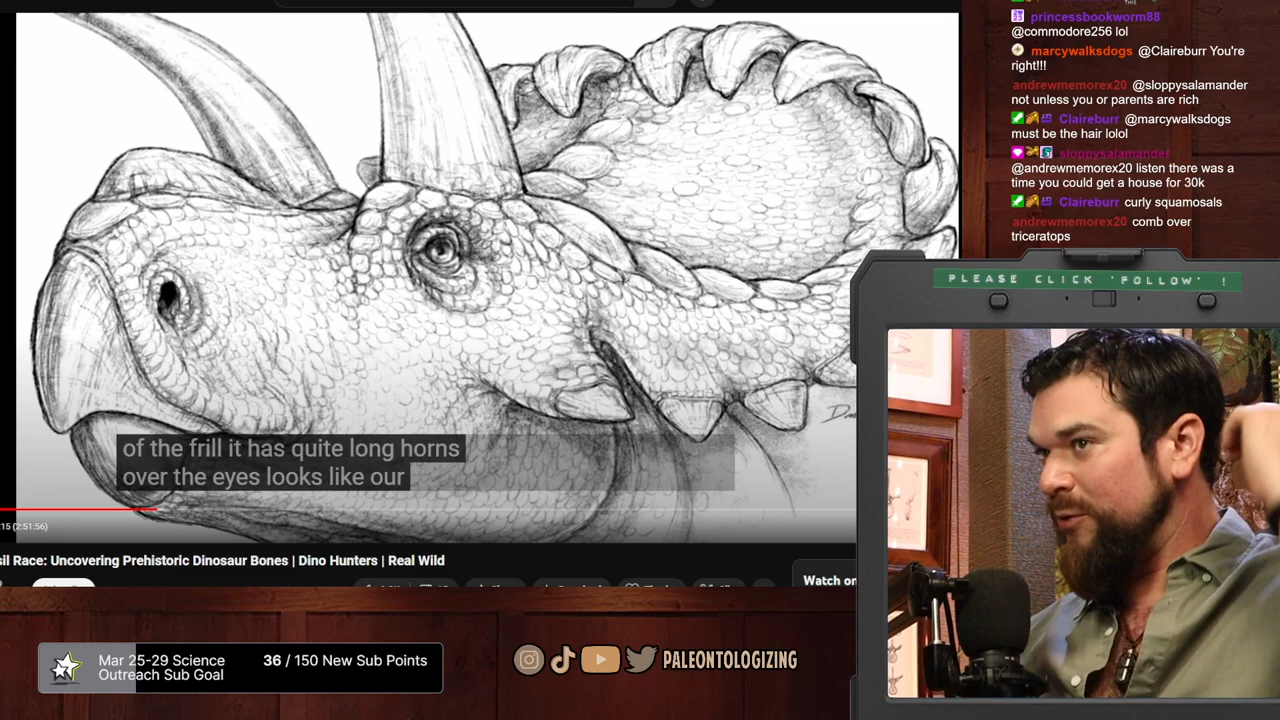 princessbookworm88
@commodore256 lol
marcywalksdogs @Claireburr You're
right!!!
andrewmemorex20 @sloppysalamander
not unless you or parents are rich
Claireburr @marcywalksdogs
must be the hair lolol
sloppysalamander
@andrewmemorex20 listen there was a
time you could get a house for 30k
Claireburr curly squamosals
andrewmemorex20 comb over
triceratops
PLEASE CLICK 'FOLLOW' !
of the frill it has quite long horns
over the eyes looks like our
:15 (2:51:56)
sil Race: Uncovering Prehistoric Dinosaur Bones | Dino Hunters | Real Wild
Watch on
Mar 25-29 Science
Outreach Sub Goal
36 / 150 New Sub Points
PALEONTOLOGIZING